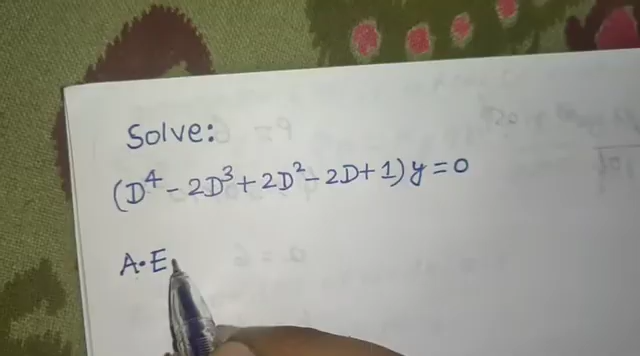 Solve:
(D⁴ - 2D³ + 2D² - 2D + 1) y = 0
A.E